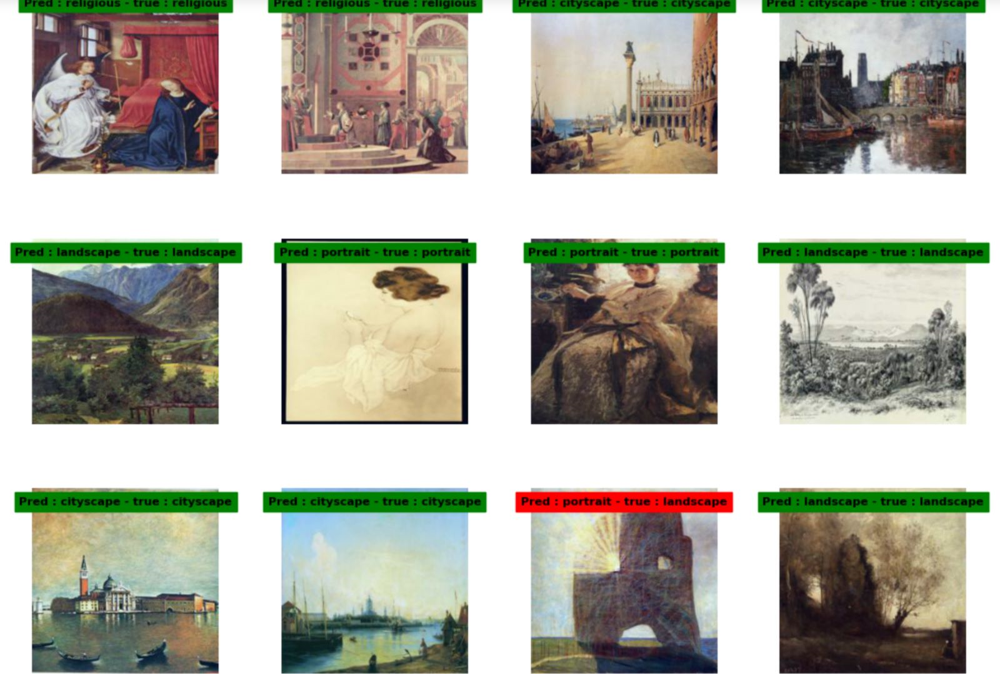 Pred : religious - true : religious
Pred : religious - true : religious
Pred : cityscape - true : cityscape
Pred : cityscape - true : cityscape
Pred : landscape - true : landscape
Pred : portrait - true : portrait
Pred : portrait - true : portrait
Pred : landscape - true : landscape
Pred : cityscape - true : cityscape
Pred : cityscape - true : cityscape
Pred : portrait - true : landscape
Pred : landscape - true : landscape